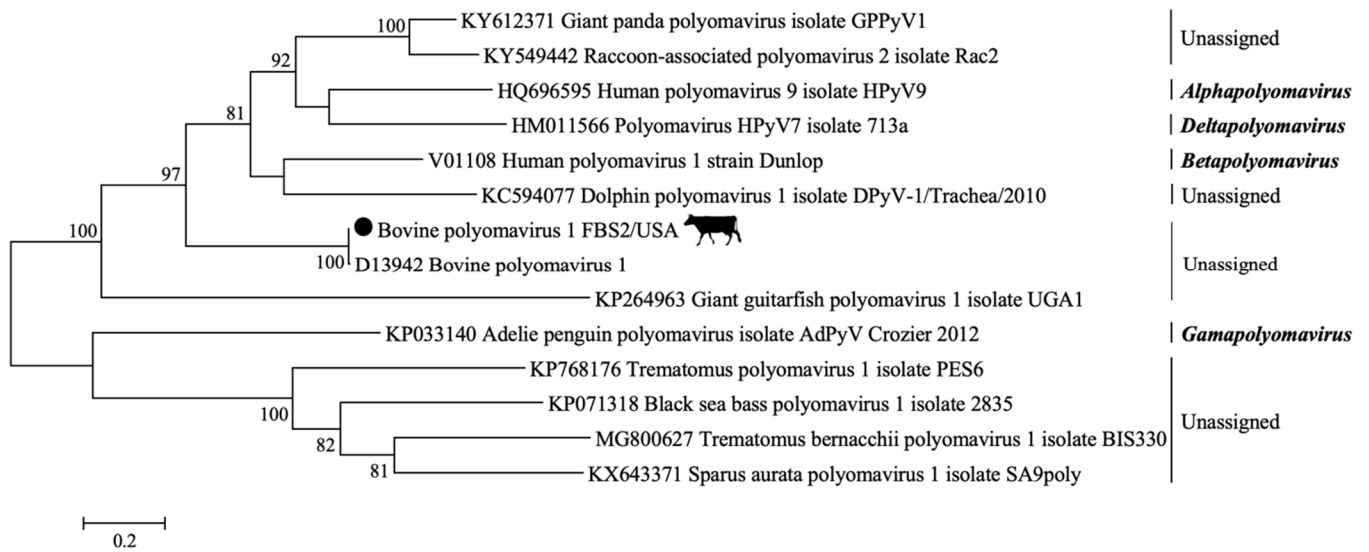 KY612371 Giant panda polyomavirus isolate GPPyV1
100
Unassigned
KY549442 Raccoon-associated polyomavirus 2 isolate Rac2
92
HQ696595 Human polyomavirus 9 isolate HPyV9
Alphapolyomavirus
81
HM011566 Polyomavirus HPyV7 isolate 713a
Deltapolyomavirus
V01108 Human polyomavirus 1 strain Dunlop
Betapolyomavirus
97
KC594077 Dolphin polyomavirus 1 isolate DPyV-1/Trachea/2010
Unassigned
100
Bovine polyomavirus 1 FBS2/USA
100
D13942 Bovine polyomavirus 1
Unassigned
KP264963 Giant guitarfish polyomavirus 1 isolate UGA1
KP033140 Adelie penguin polyomavirus isolate AdPyV Crozier 2012
Gamapolyomavirus
KP768176 Trematomus polyomavirus 1 isolate PES6
100
KP071318 Black sea bass polyomavirus 1 isolate 2835
Unassigned
82
MG800627 Trematomus bernacchii polyomavirus 1 isolate BIS330
81
KX643371 Sparus aurata polyomavirus 1 isolate SA9poly
0.2